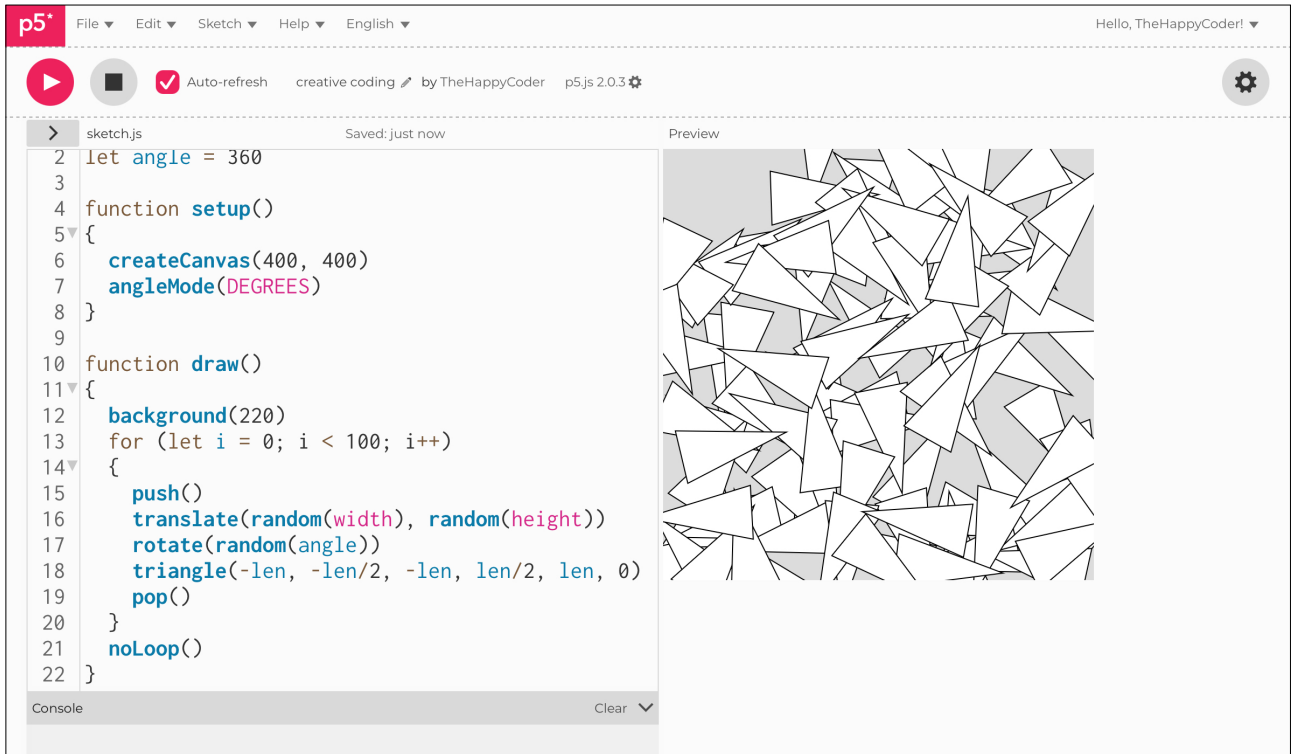 p5* File Edit Sketch Help English Hello, TheHappyCoder!
Auto-refresh creative coding by TheHappyCoder p5.js 2.0.3
sketch.js Saved: just now Preview
2 let angle = 360
3
4 function setup()
5 {
6 createCanvas(400, 400)
7 angleMode(DEGREES)
8 }
9
10 function draw()
11 {
12 background(220)
13 for (let i = 0; i < 100; i++)
14 {
15 push()
16 translate(random(width), random(height))
17 rotate(random(angle))
18 triangle(-len, -len/2, -len, len/2, len, 0)
19 pop()
20 }
21 noLoop()
22 }
Console Clear